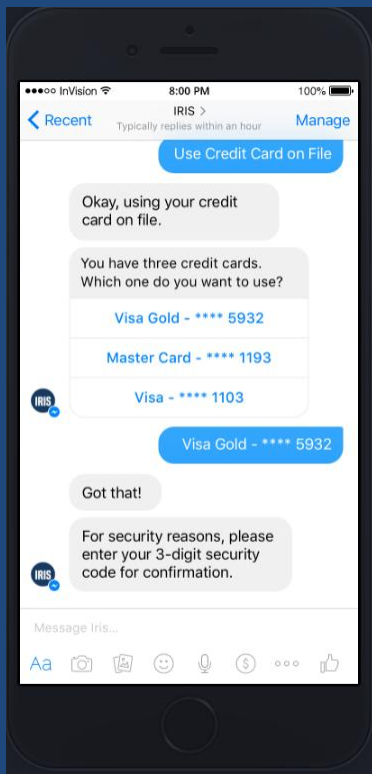 InVision 8:00 PM 100%
Recent IRIS > Manage
Typically replies within an hour
Use Credit Card on File
Okay, using your credit
card on file.
You have three credit cards.
Which one do you want to use?
Visa Gold - **** 5932
Master Card - **** 1193
Visa - **** 1103
IRIS
Visa Gold - **** 5932
Got that!
For security reasons, please
enter your 3-digit security
code for confirmation.
IRIS
Message Iris...
Aa